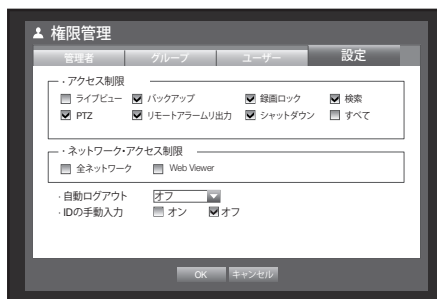 権限管理
管理者 グループ ユーザー 設定
・アクセス制限
ライブビュー バックアップ 録画ロック 検索
PTZ リモートアラームリ出力 シャットダウン すべて
・ネットワーク・アクセス制限
全ネットワーク Web Viewer
・自動ログアウト オフ
・IDの手動入力 オン オフ
OK キャンセル